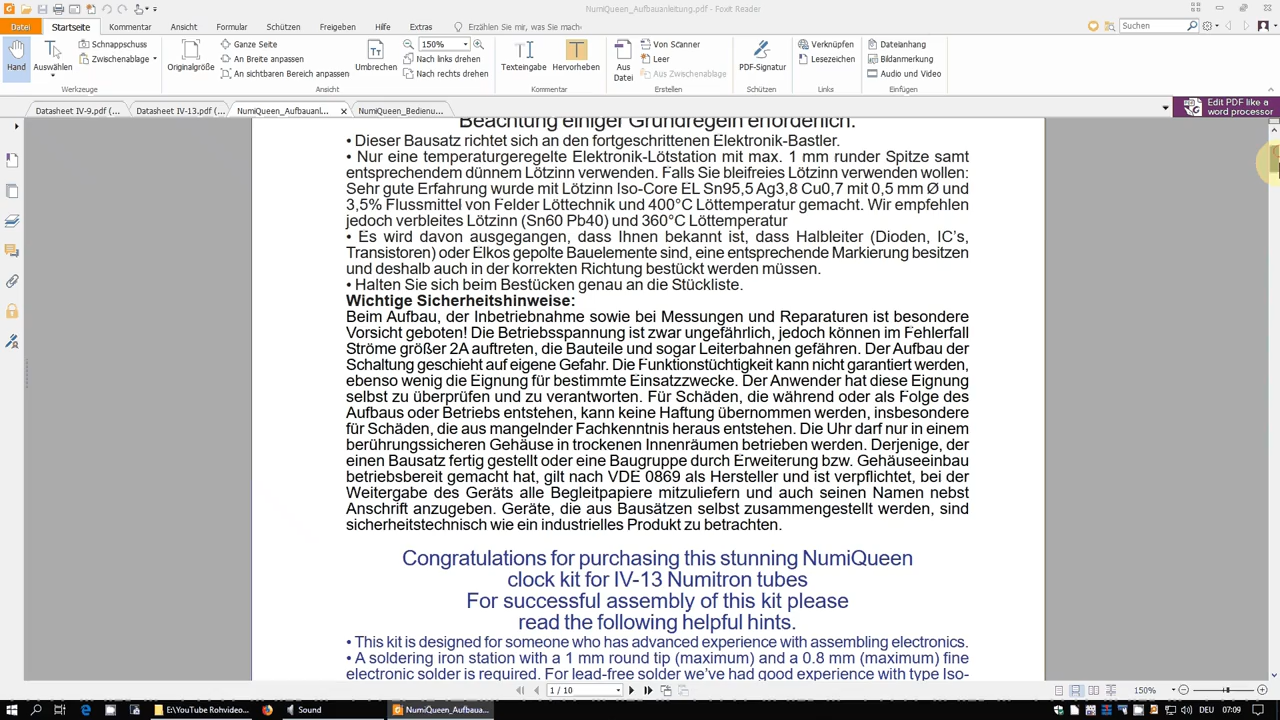 NumiQueen_Aufbauanleitung.pdf - Foxit Reader
Datei
Startseite
Kommentar
Ansicht
Formular
Schützen
Freigeben
Hilfe
Extras
Erzählen Sie mir, was Sie mach
Suchen
Hand
Auswählen
Schnappschuss
Zwischenablage
Werkzeuge
Originalgröße
Ganze Seite
An Breite anpassen
An sichtbaren Bereich anpassen
Ansicht
Umbrechen
150%
Nach links drehen
Nach rechts drehen
Texteingabe
Hervorheben
Kommentar
Aus Datei
Von Scanner
Leer
Aus Zwischenablage
Erstellen
PDF-Signatur
Schützen
Verknüpfen
Lesezeichen
Links
Dateianhang
Bildanmerkung
Audio und Video
Einfügen
Datasheet IV-9.pdf (...
Datasheet IV-13.pdf (...
NumiQueen_Aufbauanl...
NumiQueen_Bedienu...
Edit PDF like a
word processor
Beachtung einiger Grundregeln erforderlich.
• Dieser Bausatz richtet sich an den fortgeschrittenen Elektronik-Bastler.
• Nur eine temperaturgeregelte Elektronik-Lötstation mit max. 1 mm runder Spitze samt
entsprechendem dünnem Lötzinn verwenden. Falls Sie bleifreies Lötzinn verwenden wollen:
Sehr gute Erfahrung wurde mit Lötzinn Iso-Core EL Sn95,5 Ag3,8 Cu0,7 mit 0,5 mm Ø und
3,5% Flussmittel von Felder Löttechnik und 400°C Löttemperatur gemacht. Wir empfehlen
jedoch verbleites Lötzinn (Sn60 Pb40) und 360°C Löttemperatur
• Es wird davon ausgegangen, dass Ihnen bekannt ist, dass Halbleiter (Dioden, IC's,
Transistoren) oder Elkos gepolte Bauelemente sind, eine entsprechende Markierung besitzen
und deshalb auch in der korrekten Richtung bestückt werden müssen.
• Halten Sie sich beim Bestücken genau an die Stückliste.
Wichtige Sicherheitshinweise:
Beim Aufbau, der Inbetriebnahme sowie bei Messungen und Reparaturen ist besondere
Vorsicht geboten! Die Betriebsspannung ist zwar ungefährlich, jedoch können im Fehlerfall
Ströme größer 2A auftreten, die Bauteile und sogar Leiterbahnen gefähren. Der Aufbau der
Schaltung geschieht auf eigene Gefahr. Die Funktionstüchtigkeit kann nicht garantiert werden,
ebenso wenig die Eignung für bestimmte Einsatzzwecke. Der Anwender hat diese Eignung
selbst zu überprüfen und zu verantworten. Für Schäden, die während oder als Folge des
Aufbaus oder Betriebs entstehen, kann keine Haftung übernommen werden, insbesondere
für Schäden, die aus mangelnder Fachkenntnis heraus entstehen. Die Uhr darf nur in einem
berührungssicheren Gehäuse in trockenen Innenräumen betrieben werden. Derjenige, der
einen Bausatz fertig gestellt oder eine Baugruppe durch Erweiterung bzw. Gehäuseeinbau
betriebsbereit gemacht hat, gilt nach VDE 0869 als Hersteller und ist verpflichtet, bei der
Weitergabe des Geräts alle Begleitpapiere mitzuliefern und auch seinen Namen nebst
Anschrift anzugeben. Geräte, die aus Bausätzen selbst zusammengestellt werden, sind
sicherheitstechnisch wie ein industrielles Produkt zu betrachten.
Congratulations for purchasing this stunning NumiQueen
clock kit for IV-13 Numitron tubes
For successful assembly of this kit please
read the following helpful hints.
• This kit is designed for someone who has advanced experience with assembling electronics.
• A soldering iron station with a 1 mm round tip (maximum) and a 0.8 mm (maximum) fine
electronic solder is required. For lead-free solder we've had good experience with type Iso-
1 / 10
150%
E:\YouTube Rohvideo...
Sound
NumiQueen_Aufbaua...
DEU
07:09